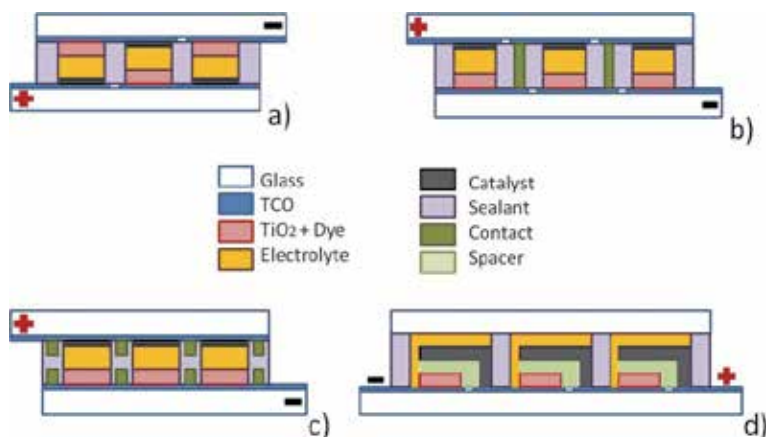 a)
b)
Glass
TCO
TiO2 + Dye
Electrolyte
Catalyst
Sealant
Contact
Spacer
c)
d)